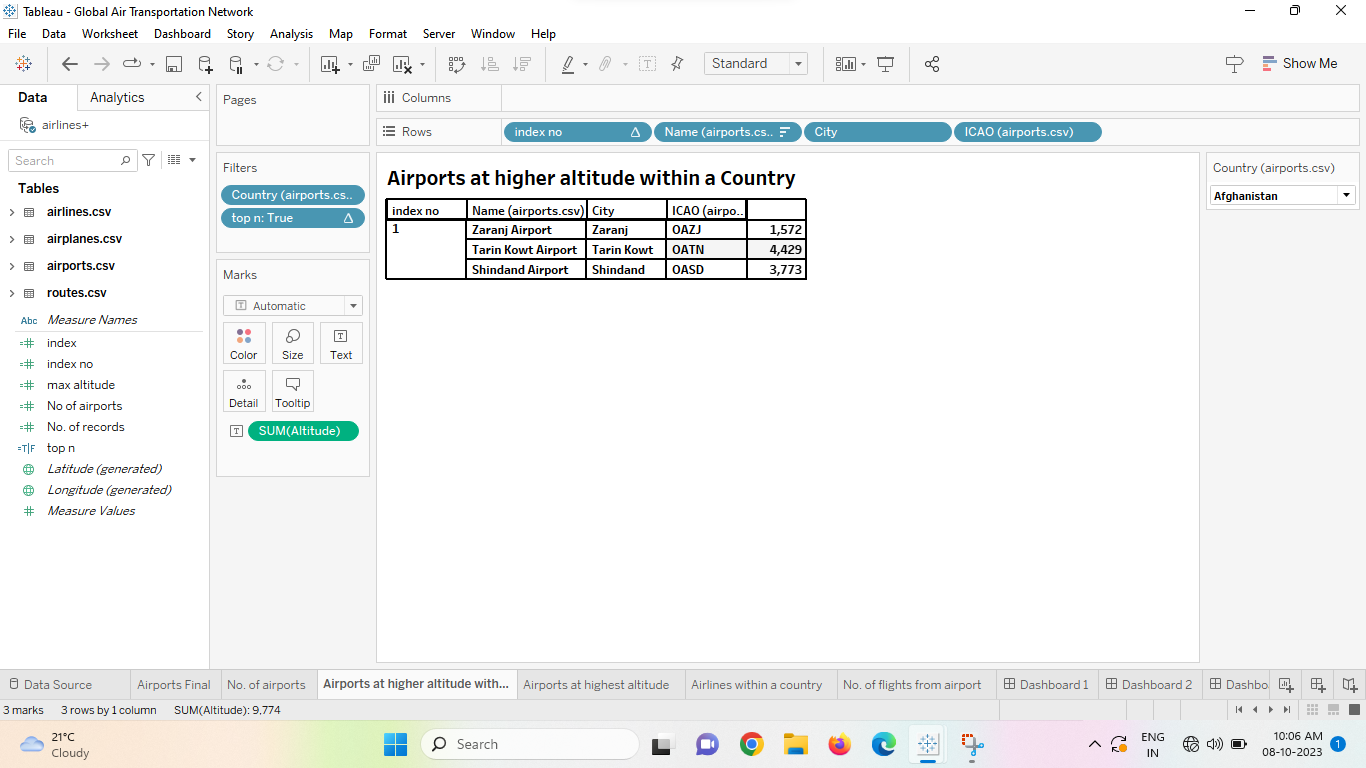 Tableau - Global Air Transportation Network
File Data Worksheet Dashboard Story Analysis Map Format Server Window Help
Standard
Show Me
Data Analytics
airlines+
Search
Tables
airlines.csv
airplanes.csv
airports.csv
routes.csv
Abc Measure Names
index
index no
max altitude
No of airports
No. of records
T|F top n
Latitude (generated)
Longitude (generated)
Measure Values
Pages
Filters
Country (airports.cs..
top n: True
Marks
Automatic
Color Size Text
Detail Tooltip
SUM(Altitude)
Columns
Rows index no Name (airports.cs.. City ICAO (airports.csv)
Airports at higher altitude within a Country
index no Name (airports.csv) City ICAO (airpo..
1 Zaranj Airport Zaranj OAZJ 1,572
Tarin Kowt Airport Tarin Kowt OATN 4,429
Shindand Airport Shindand OASD 3,773
Country (airports.csv)
Afghanistan
Data Source Airports Final No. of airports Airports at higher altitude with... Airports at highest altitude Airlines within a country No. of flights from airport Dashboard 1 Dashboard 2 Dashbo
3 marks 3 rows by 1 column SUM(Altitude): 9,774
21°C
Cloudy
Search
ENG
IN
10:06 AM
08-10-2023
1